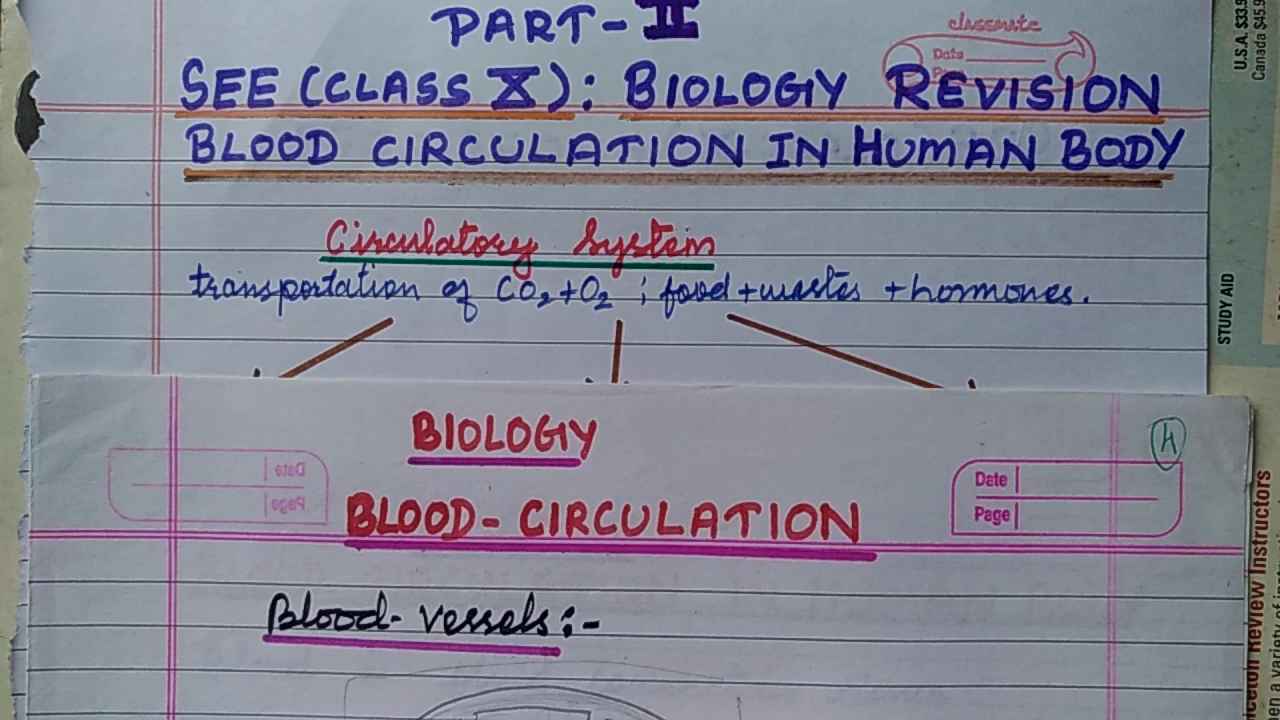 PART-II
classmate
Date
SEE (CLASS X): BIOLOGY REVISION
BLOOD CIRCULATION IN HUMAN BODY
Circulatory System
transportation of CO₂+O₂ ; food+wastes +hormones.
BIOLOGY
BLOOD-CIRCULATION
Date
Page
Date
Page
Blood-vessels:-
U.S.A. $33.9
Canada $45.9
STUDY AID
ceton Review Instructors